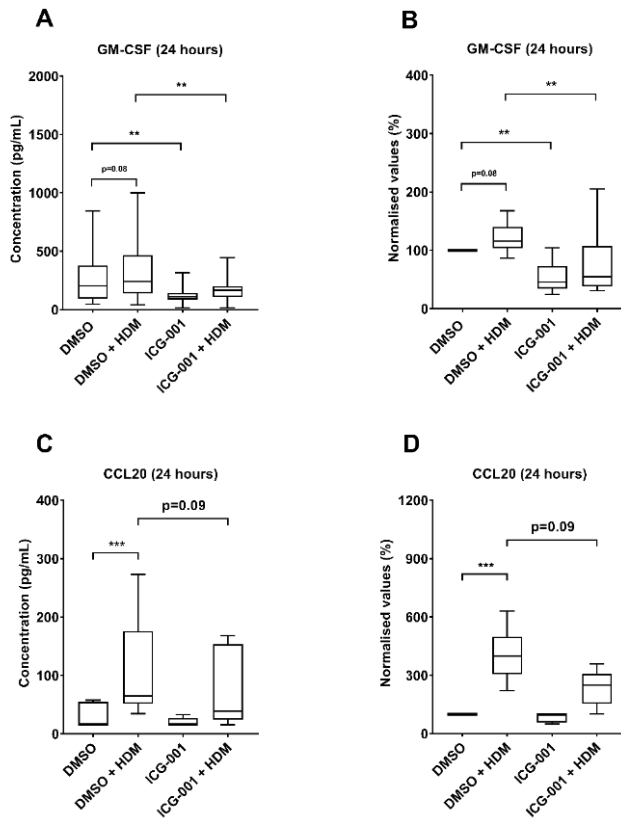 A
GM-CSF (24 hours)
Concentration (pg/mL)
2000
1500
1000
500
0
**
**
p=0.08
DMSO
DMSO + HDM
ICG-001
ICG-001 + HDM
B
GM-CSF (24 hours)
Normalised values (%)
400
300
200
100
0
**
**
p=0.08
DMSO
DMSO + HDM
ICG-001
ICG-001 + HDM
C
CCL20 (24 hours)
Concentration (pg/mL)
400
300
200
100
0
p=0.09
***
DMSO
DMSO + HDM
ICG-001
ICG-001 + HDM
D
CCL20 (24 hours)
Normalised values (%)
1200
900
600
300
0
p=0.09
***
DMSO
DMSO + HDM
ICG-001
ICG-001 + HDM